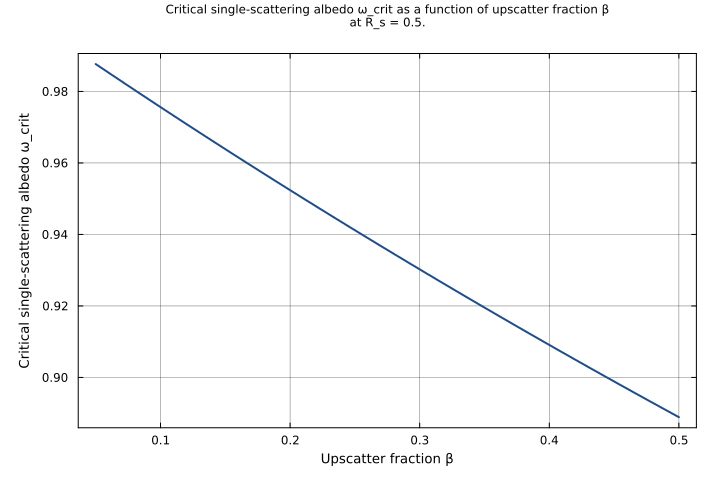 Critical single-scattering albedo ω_crit as a function of upscatter fraction β
at R_s = 0.5.
Critical single-scattering albedo ω_crit
0.98
0.96
0.94
0.92
0.90
0.1
0.2
0.3
0.4
0.5
Upscatter fraction β